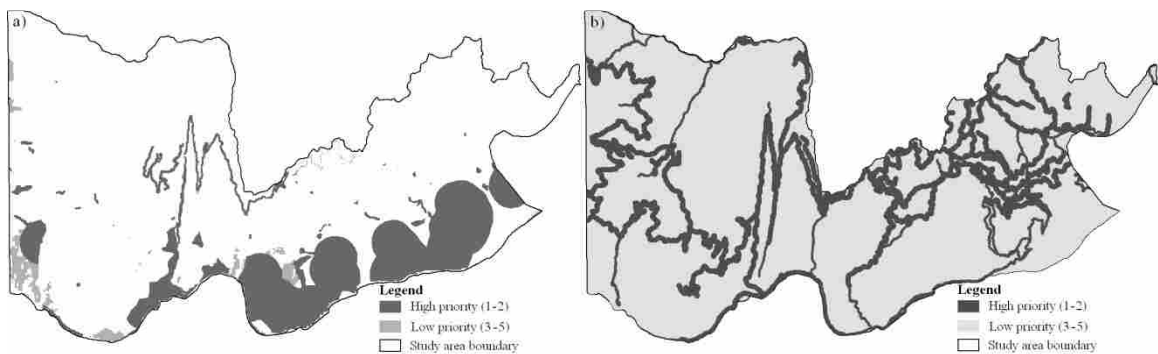 a)
Legend
High priority (1-2)
Low priority (3-5)
Study area boundary
b)
Legend
High priority (1-2)
Low priority (3-5)
Study area boundary